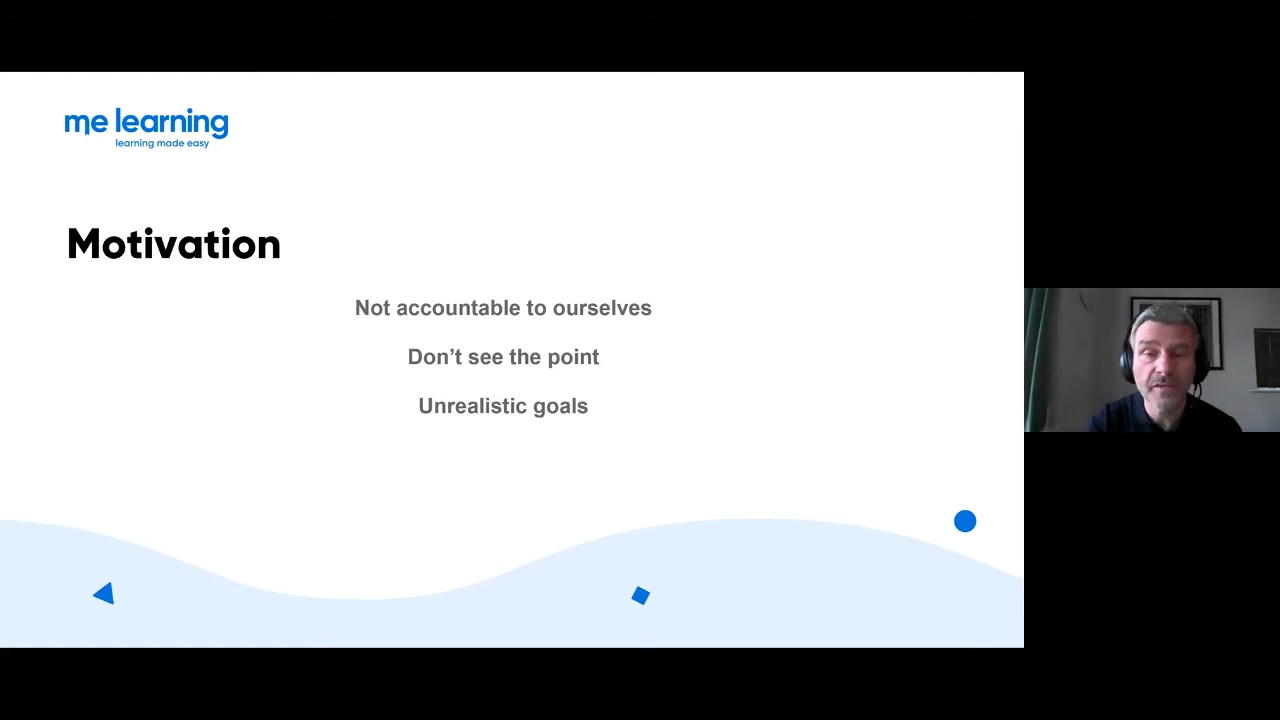 me learning
learning made easy
Motivation
Not accountable to ourselves
Don’t see the point
Unrealistic goals